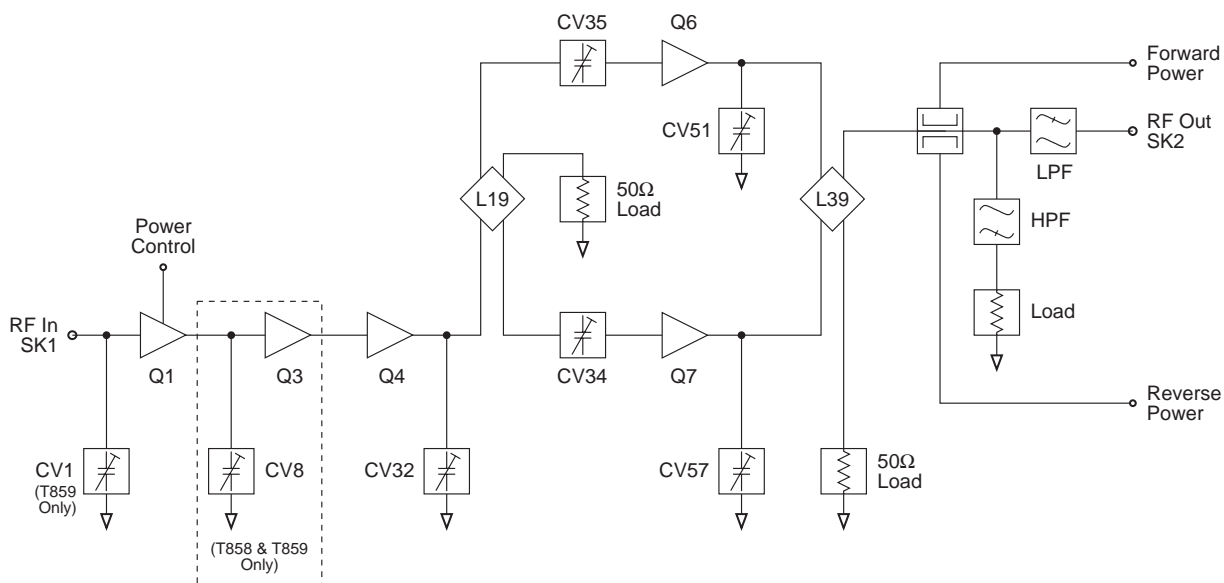 CV35
Q6
Forward
Power
CV51
RF Out
SK2
LPF
L19
50Ω
Load
L39
HPF
Power
Control
Load
RF In
SK1
Q1
Q3
Q4
CV34
Q7
Reverse
Power
CV1
(T859
Only)
CV8
CV32
CV57
50Ω
Load
(T858 & T859
Only)